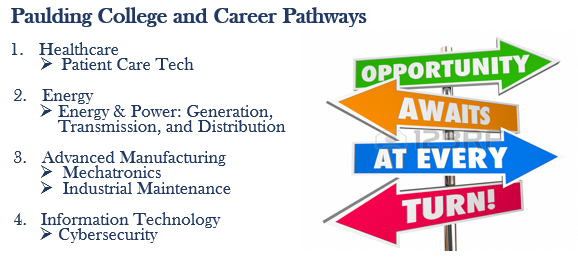 Paulding College and Career Pathways
1. Healthcare
➢ Patient Care Tech
2. Energy
➢ Energy & Power: Generation,
Transmission, and Distribution
3. Advanced Manufacturing
➢ Mechatronics
➢ Industrial Maintenance
4. Information Technology
➢ Cybersecurity
OPPORTUNITY
AWAITS
AT EVERY
TURN!